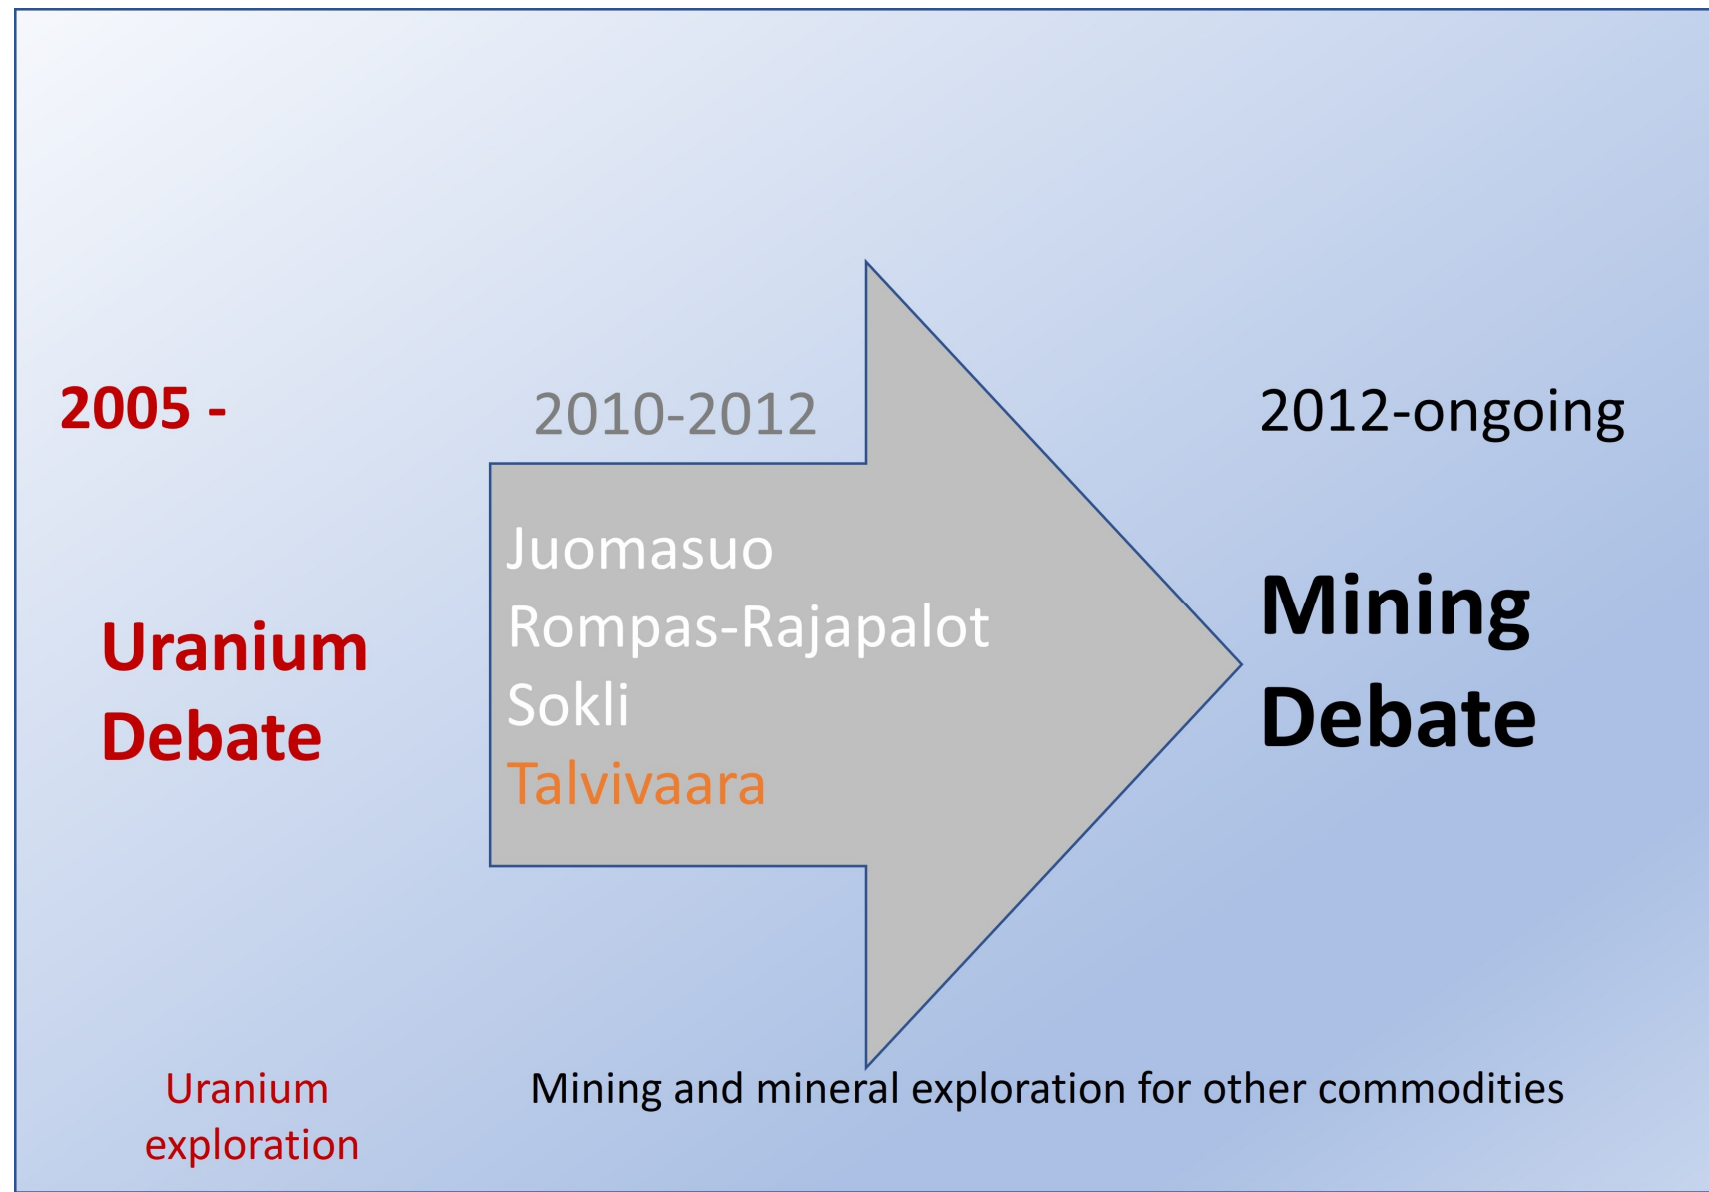 2005 -
2010-2012
2012-ongoing
Uranium
Debate
Juomasuo
Rompas-Rajapalot
Sokli
Talvivaara
Mining
Debate
Uranium
exploration
Mining and mineral exploration for other commodities